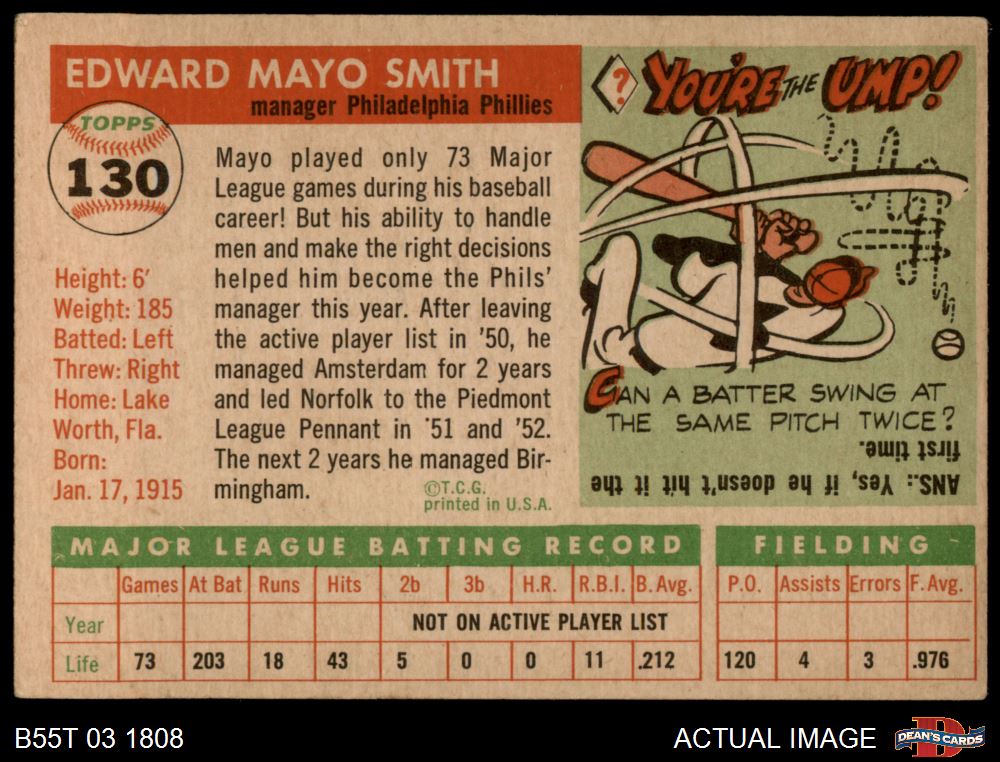 EDWARD MAYO SMITH
manager Philadelphia Phillies
TOPPS
130
Height: 6'
Weight: 185
Batted: Left
Threw: Right
Home: Lake
Worth, Fla.
Born:
Jan. 17, 1915
Mayo played only 73 Major
League games during his baseball
career! But his ability to handle
men and make the right decisions
helped him become the Phils'
manager this year. After leaving
the active player list in '50, he
managed Amsterdam for 2 years
and led Norfolk to the Piedmont
League Pennant in '51 and '52.
The next 2 years he managed Bir-
mingham.
©T.C.G.
printed in U.S.A.
? YOU'RE THE UMP!
CAN A BATTER SWING AT
THE SAME PITCH TWICE?
ANS.: Yes, if he doesn't hit it the
first time.
MAJOR LEAGUE BATTING RECORD
Games At Bat Runs Hits 2b 3b H.R. R.B.I. B. Avg.
Year NOT ON ACTIVE PLAYER LIST
Life 73 203 18 43 5 0 0 11 .212
FIELDING
P.O. Assists Errors F. Avg.
120 4 3 .976
B55T 03 1808
ACTUAL IMAGE
D
DEAN'S CARDS